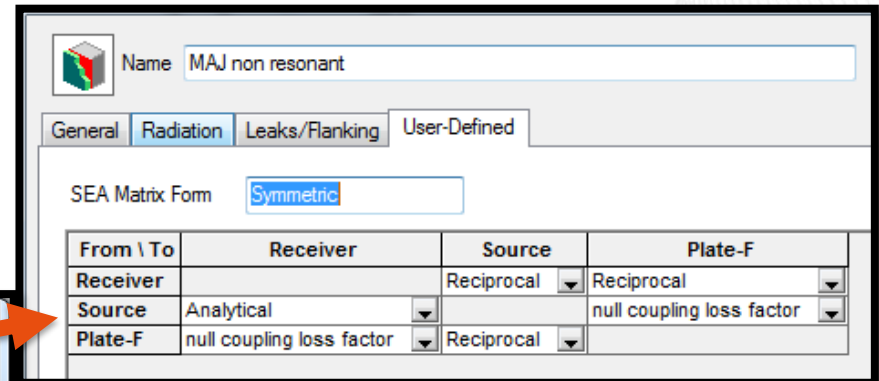 Name MAJ non resonant
General Radiation Leaks/Flanking User-Defined
SEA Matrix Form Symmetric
From \ To Receiver Source Plate-F
Receiver Reciprocal Reciprocal
Source Analytical null coupling loss factor
Plate-F null coupling loss factor Reciprocal